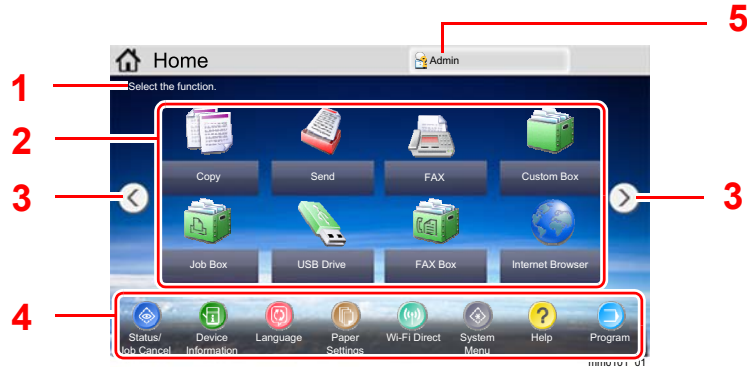 5
Home
Admin
1
Select the function.
2
Copy
Send
FAX
Custom Box
3
3
Job Box
USB Drive
FAX Box
Internet Browser
4
Status/
Job Cancel
Device
Information
Language
Paper
Settings
Wi-Fi Direct
System
Menu
Help
Program